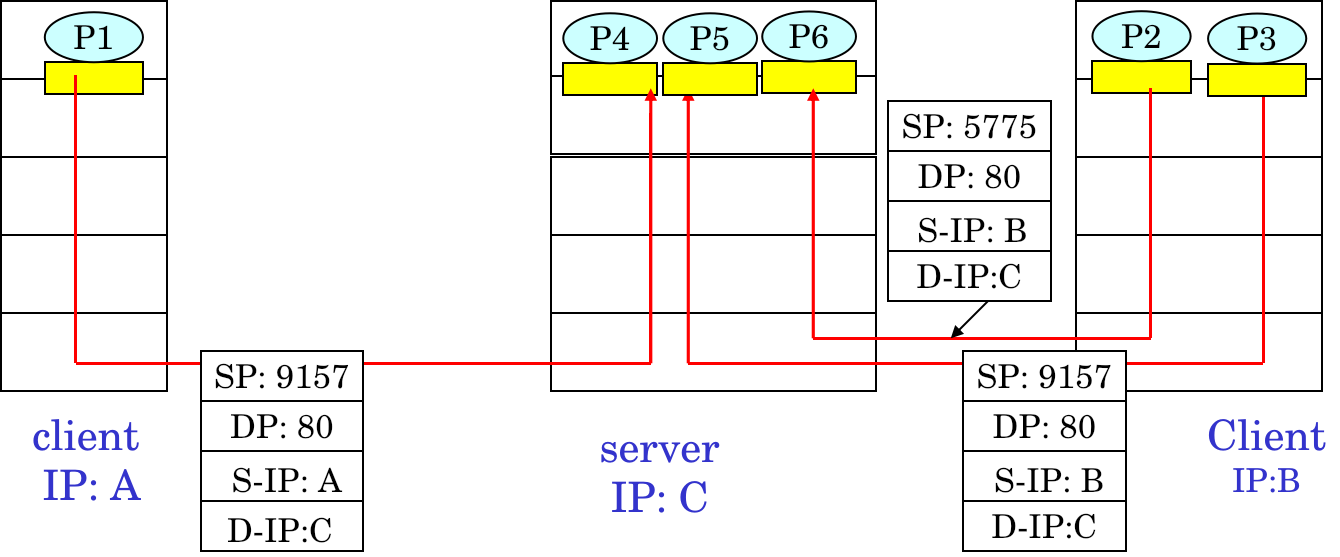 P1
P4
P5
P6
P2
P3
SP: 5775
DP: 80
S-IP: B
D-IP:C
SP: 9157
DP: 80
S-IP: A
D-IP:C
SP: 9157
DP: 80
S-IP: B
D-IP:C
client
IP: A
server
IP: C
Client
IP:B